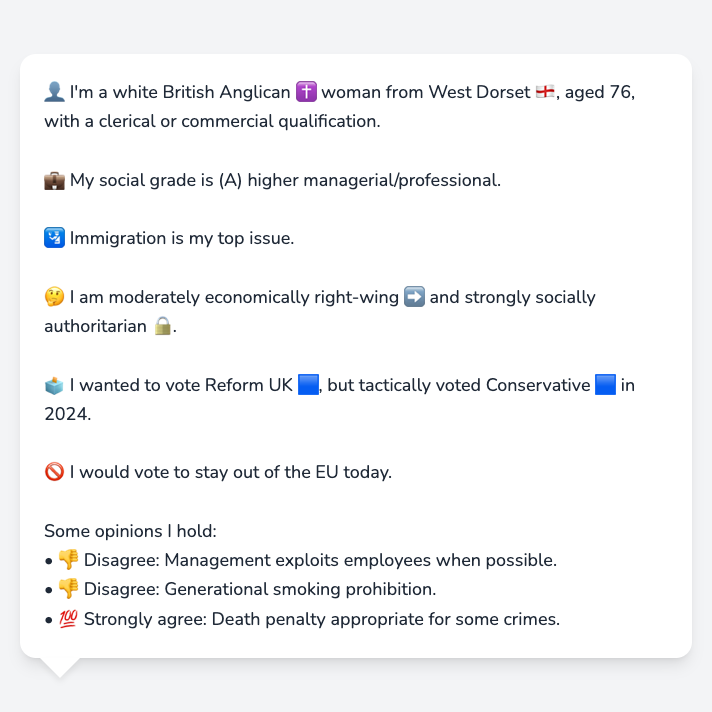 👤 I'm a white British Anglican ✝️ woman from West Dorset 🏴󠁧󠁢󠁥󠁮󠁧󠁿, aged 76,
with a clerical or commercial qualification.
💼 My social grade is (A) higher managerial/professional.
🛂 Immigration is my top issue.
🤔 I am moderately economically right-wing ➡️ and strongly socially
authoritarian 🔒.
🗳️ I wanted to vote Reform UK 🟦, but tactically voted Conservative 🟦 in
2024.
🚫 I would vote to stay out of the EU today.
Some opinions I hold:
• 👎 Disagree: Management exploits employees when possible.
• 👎 Disagree: Generational smoking prohibition.
• 💯 Strongly agree: Death penalty appropriate for some crimes.